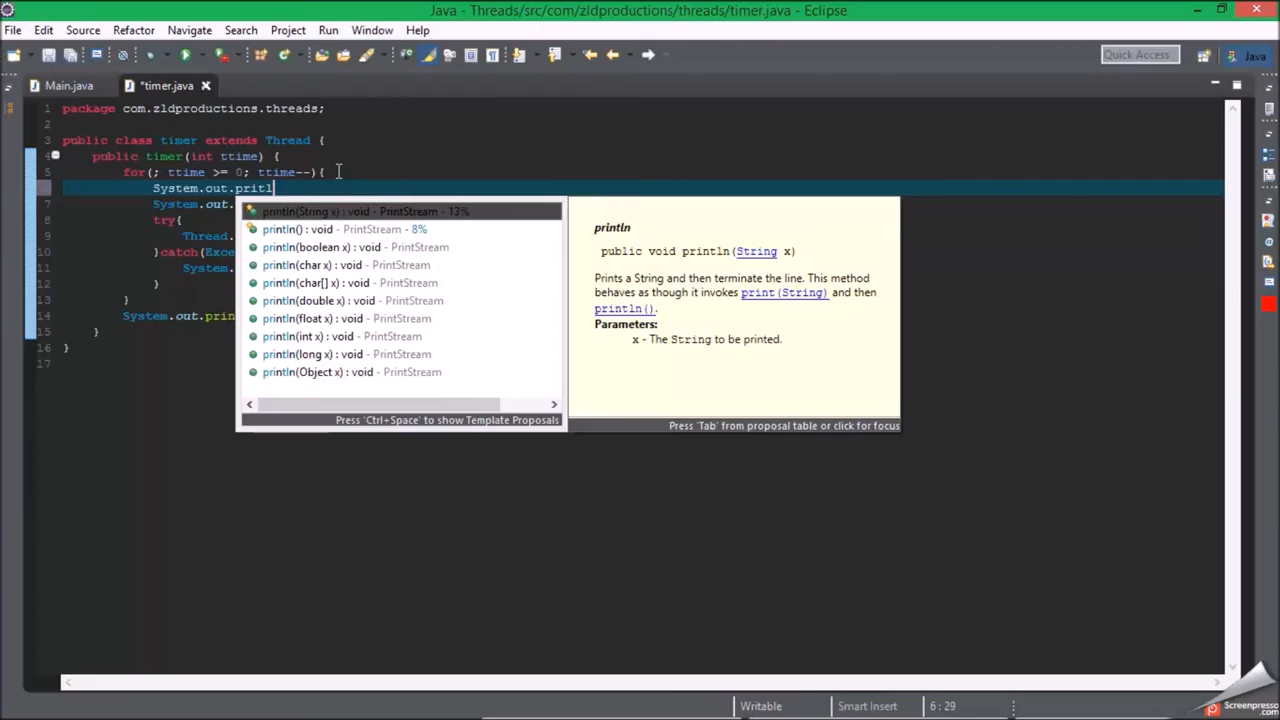 Java - Threads/src/com/zldproductions/threads/timer.java - Eclipse
File Edit Source Refactor Navigate Search Project Run Window Help
Quick Access Java
Main.java *timer.java
1 package com.zldproductions.threads;
2
3 public class timer extends Thread {
4 public timer(int ttime) {
5 for(; ttime >= 0; ttime--){
System.out.pritl
7 System.out.
8 try{
9 Thread.
10 }catch(Exce
11 System.
12 }
13 }
14 System.out.prin
15 }
16 }
17
println(String x) : void - PrintStream - 13%
println() : void - PrintStream - 8%
println(boolean x) : void - PrintStream
println(char x) : void - PrintStream
println(char[] x) : void - PrintStream
println(double x) : void - PrintStream
println(float x) : void - PrintStream
println(int x) : void - PrintStream
println(long x) : void - PrintStream
println(Object x) : void - PrintStream
Press 'Ctrl+Space' to show Template Proposals
println
public void println(String x)
Prints a String and then terminate the line. This method
behaves as though it invokes print(String) and then
println().
Parameters:
x - The String to be printed.
Press 'Tab' from proposal table or click for focus
Writable Smart Insert 6 : 29
Screenpresso
.com